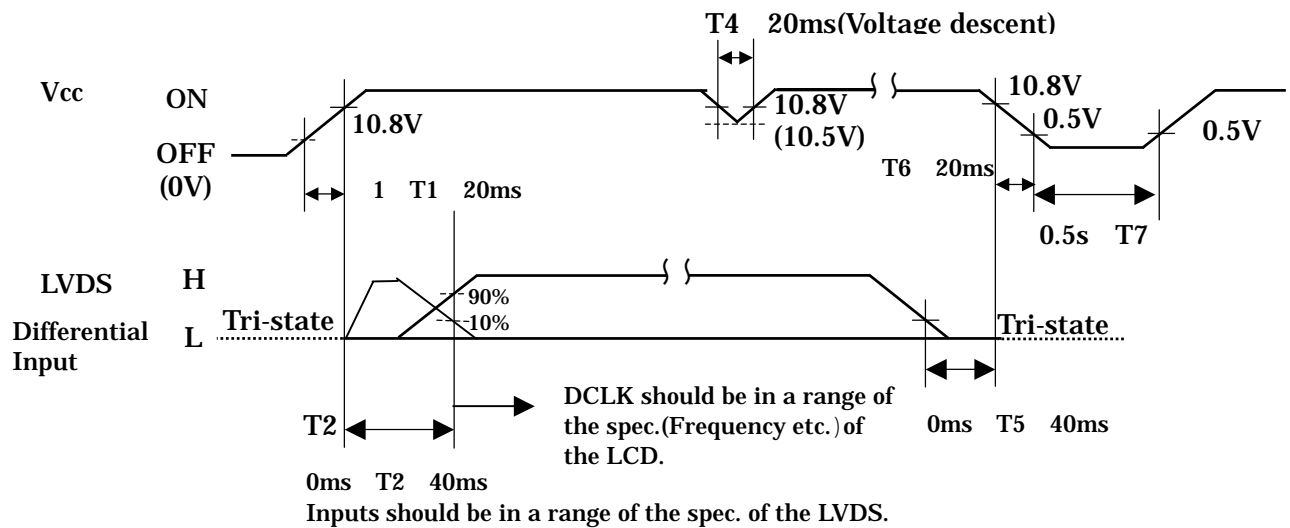 T4 20ms(Voltage descent)
Vcc
ON
10.8V
OFF
(0V)
10.8V
(10.5V)
10.8V
0.5V
0.5V
T6 20ms
1 T1 20ms
0.5s T7
LVDS
H
90%
10%
Differential
Input
Tri-state
L
Tri-state
DCLK should be in a range of
the spec.(Frequency etc.)of
the LCD.
T2
0ms T5 40ms
0ms T2 40ms
Inputs should be in a range of the spec. of the LVDS.